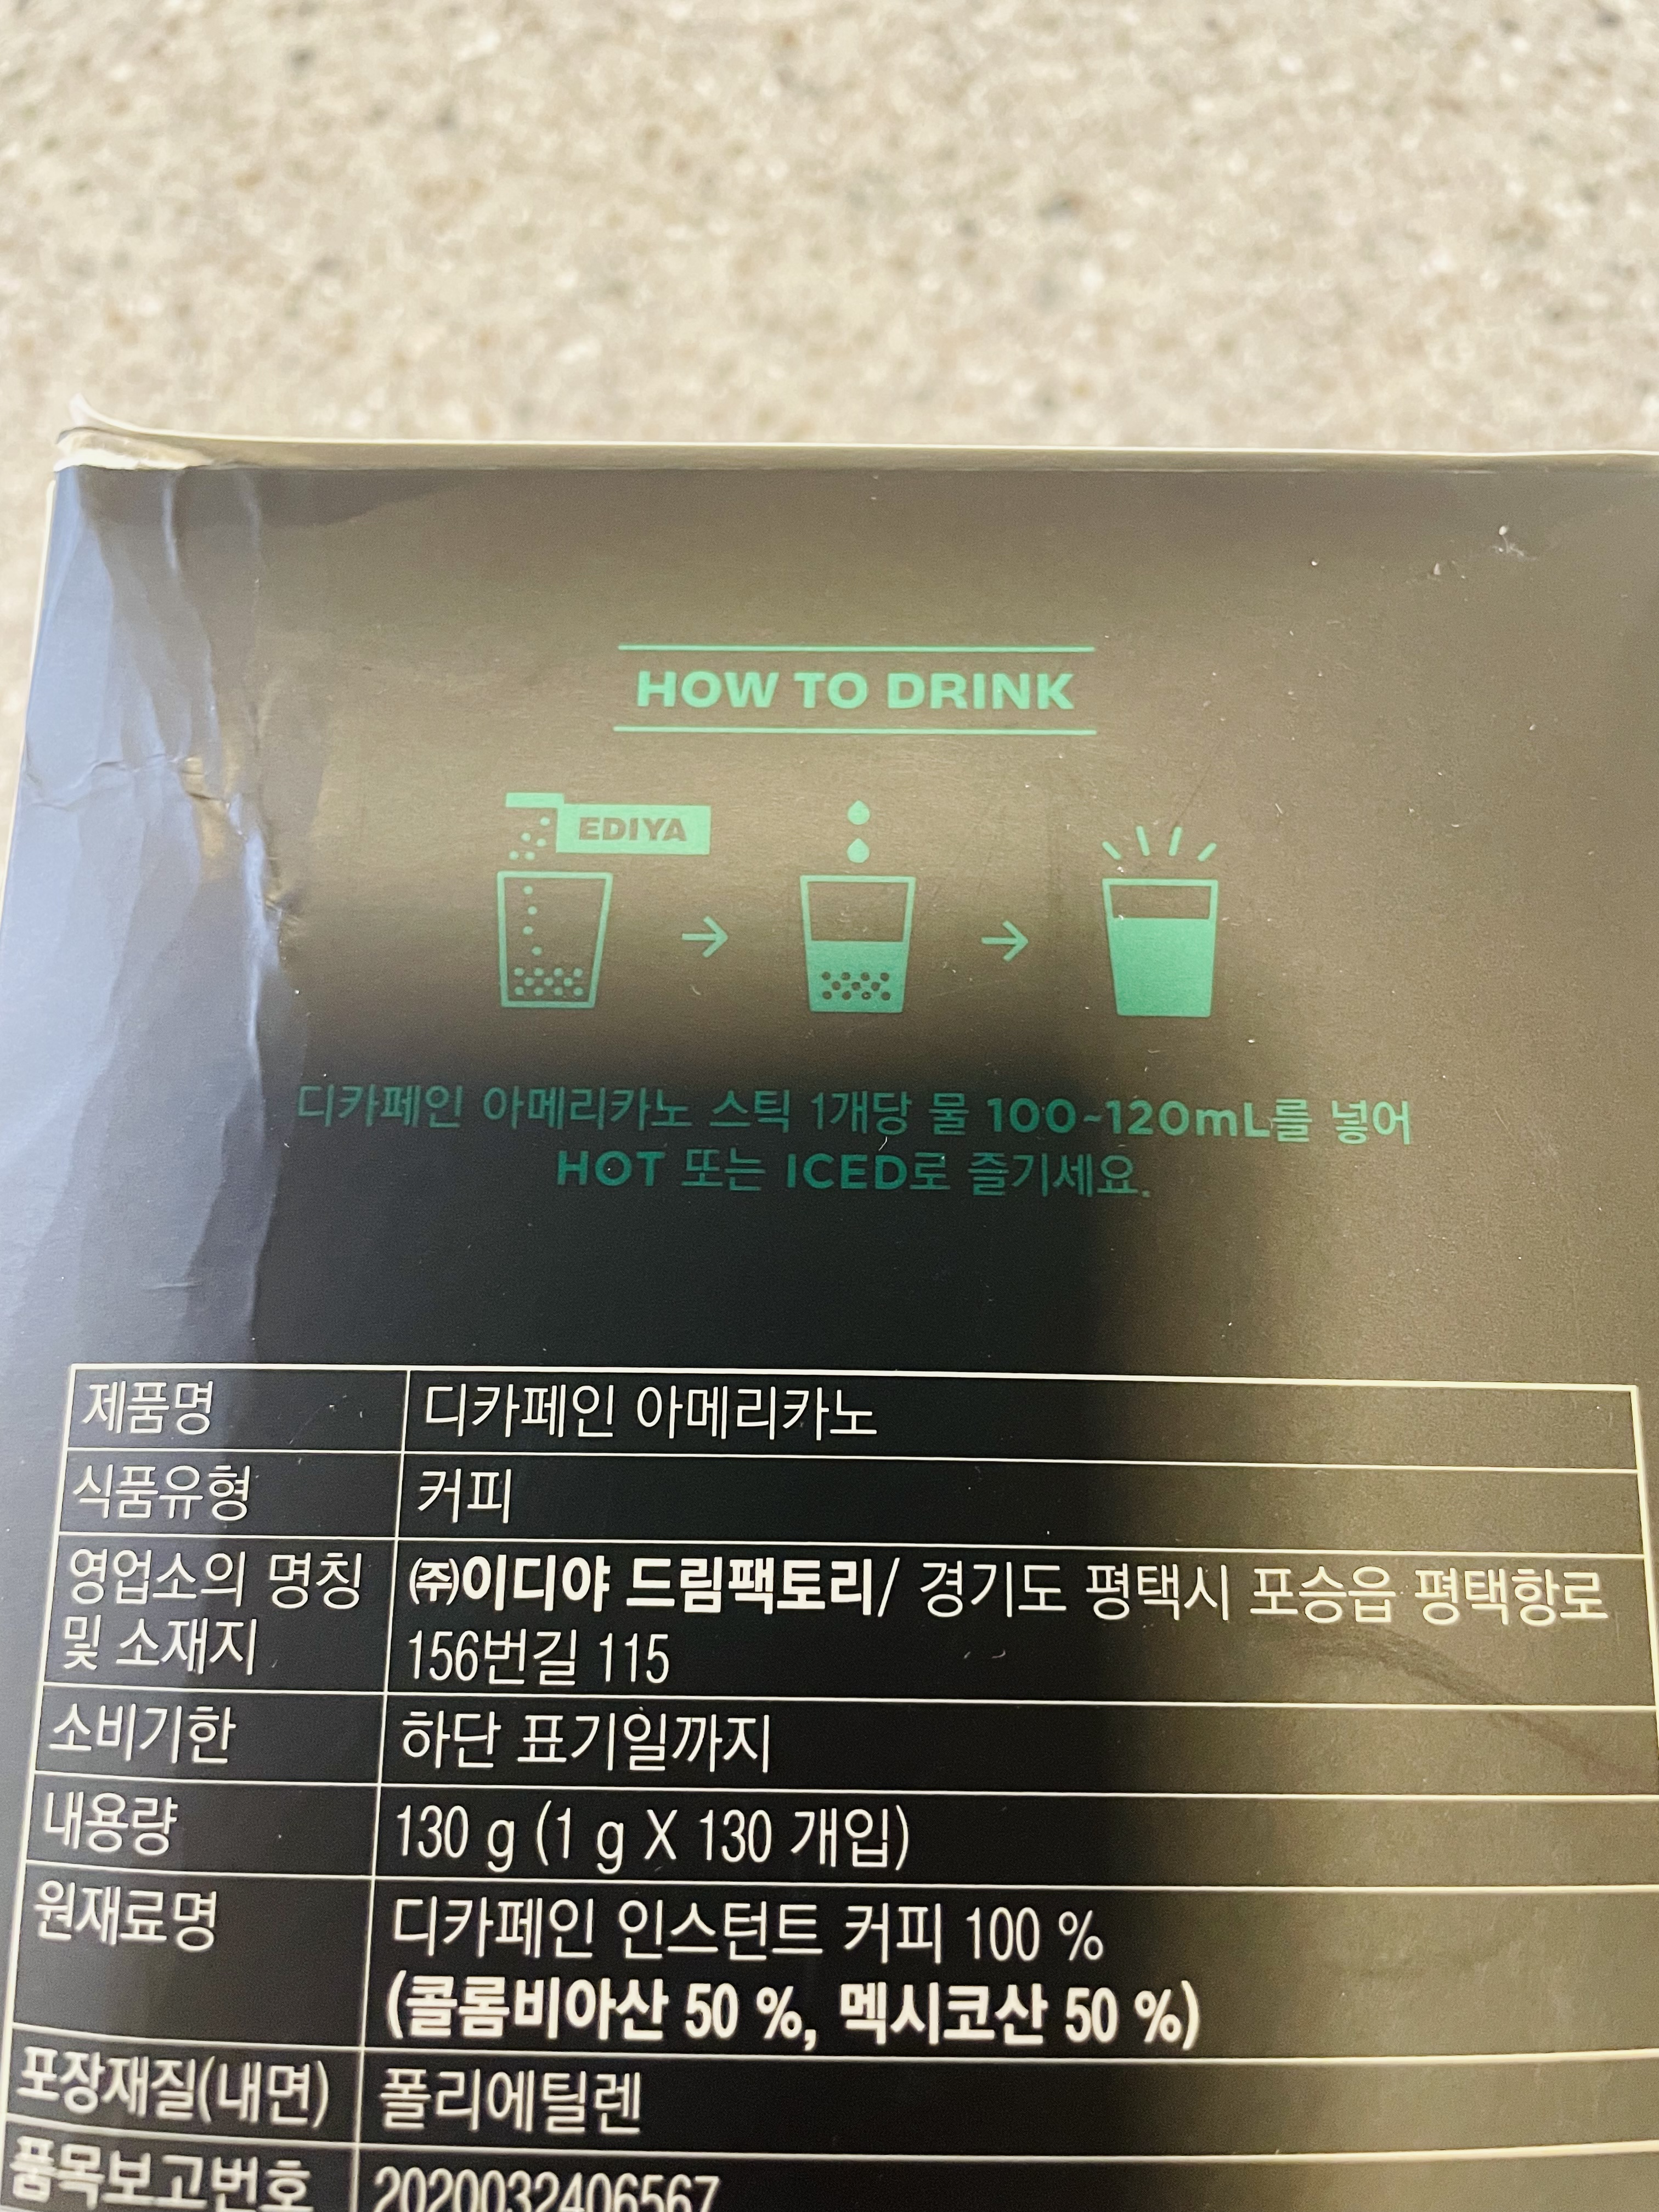 HOW TO DRINK
EDIYA
디카페인 아메리카노 스틱 1개당 물 100~120mL를 넣어
HOT 또는 ICED로 즐기세요.
제품명 디카페인 아메리카노
식품유형 커피
영업소의 명칭 및 소재지 ㈜이디야 드림팩토리/ 경기도 평택시 포승읍 평택항로
156번길 115
소비기한 하단 표기일까지
내용량 130 g (1 g X 130 개입)
원재료명 디카페인 인스턴트 커피 100 %
(콜롬비아산 50 %, 멕시코산 50 %)
포장재질(내면) 폴리에틸렌
품목보고번호 2020032406567